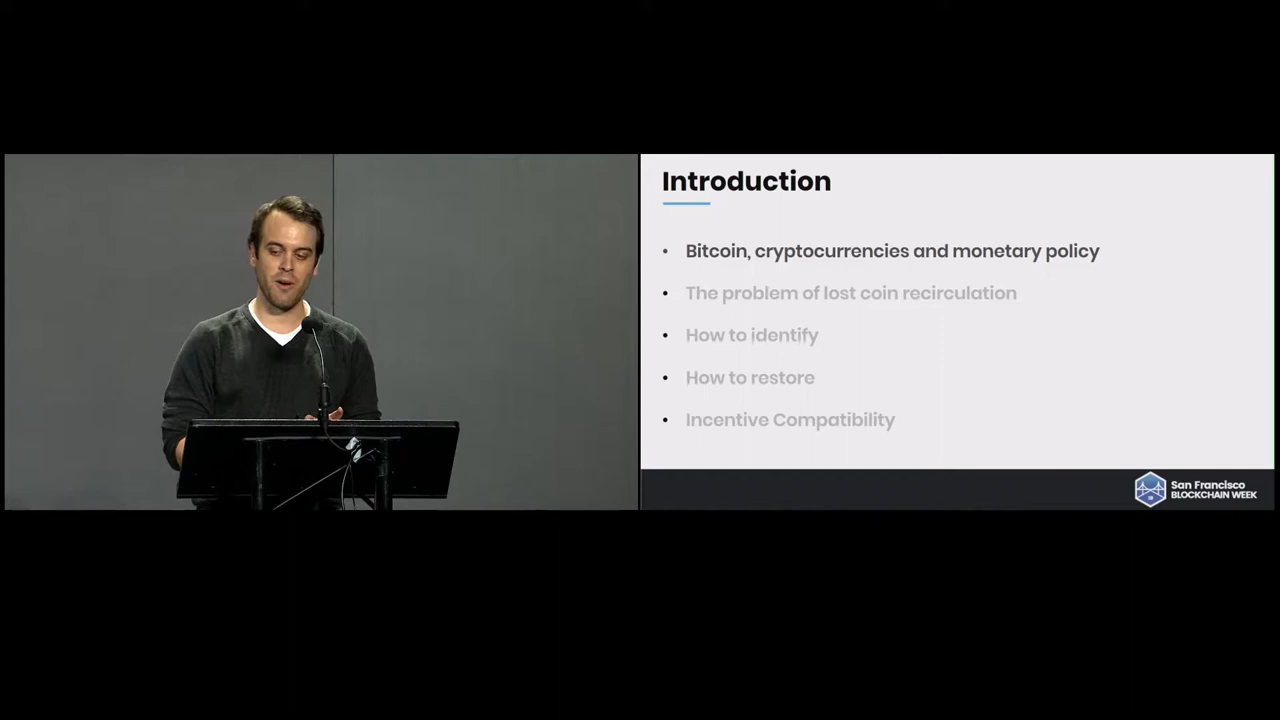 Introduction
• Bitcoin, cryptocurrencies and monetary policy
• The problem of lost coin recirculation
• How to identify
• How to restore
• Incentive Compatibility
San Francisco
BLOCKCHAIN WEEK